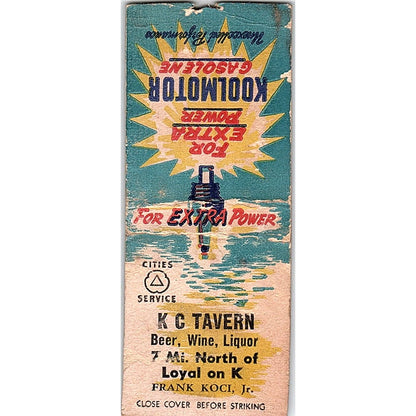 Unexcelled Performance
GASOLENE
KOOLMOTOR
POWER
EXTRA
FOR
FOR EXTRA POWER
CITIES
SERVICE
K C TAVERN
Beer, Wine, Liquor
7 Mi. North of
Loyal on K
FRANK KOCI, Jr.
CLOSE COVER BEFORE STRIKING